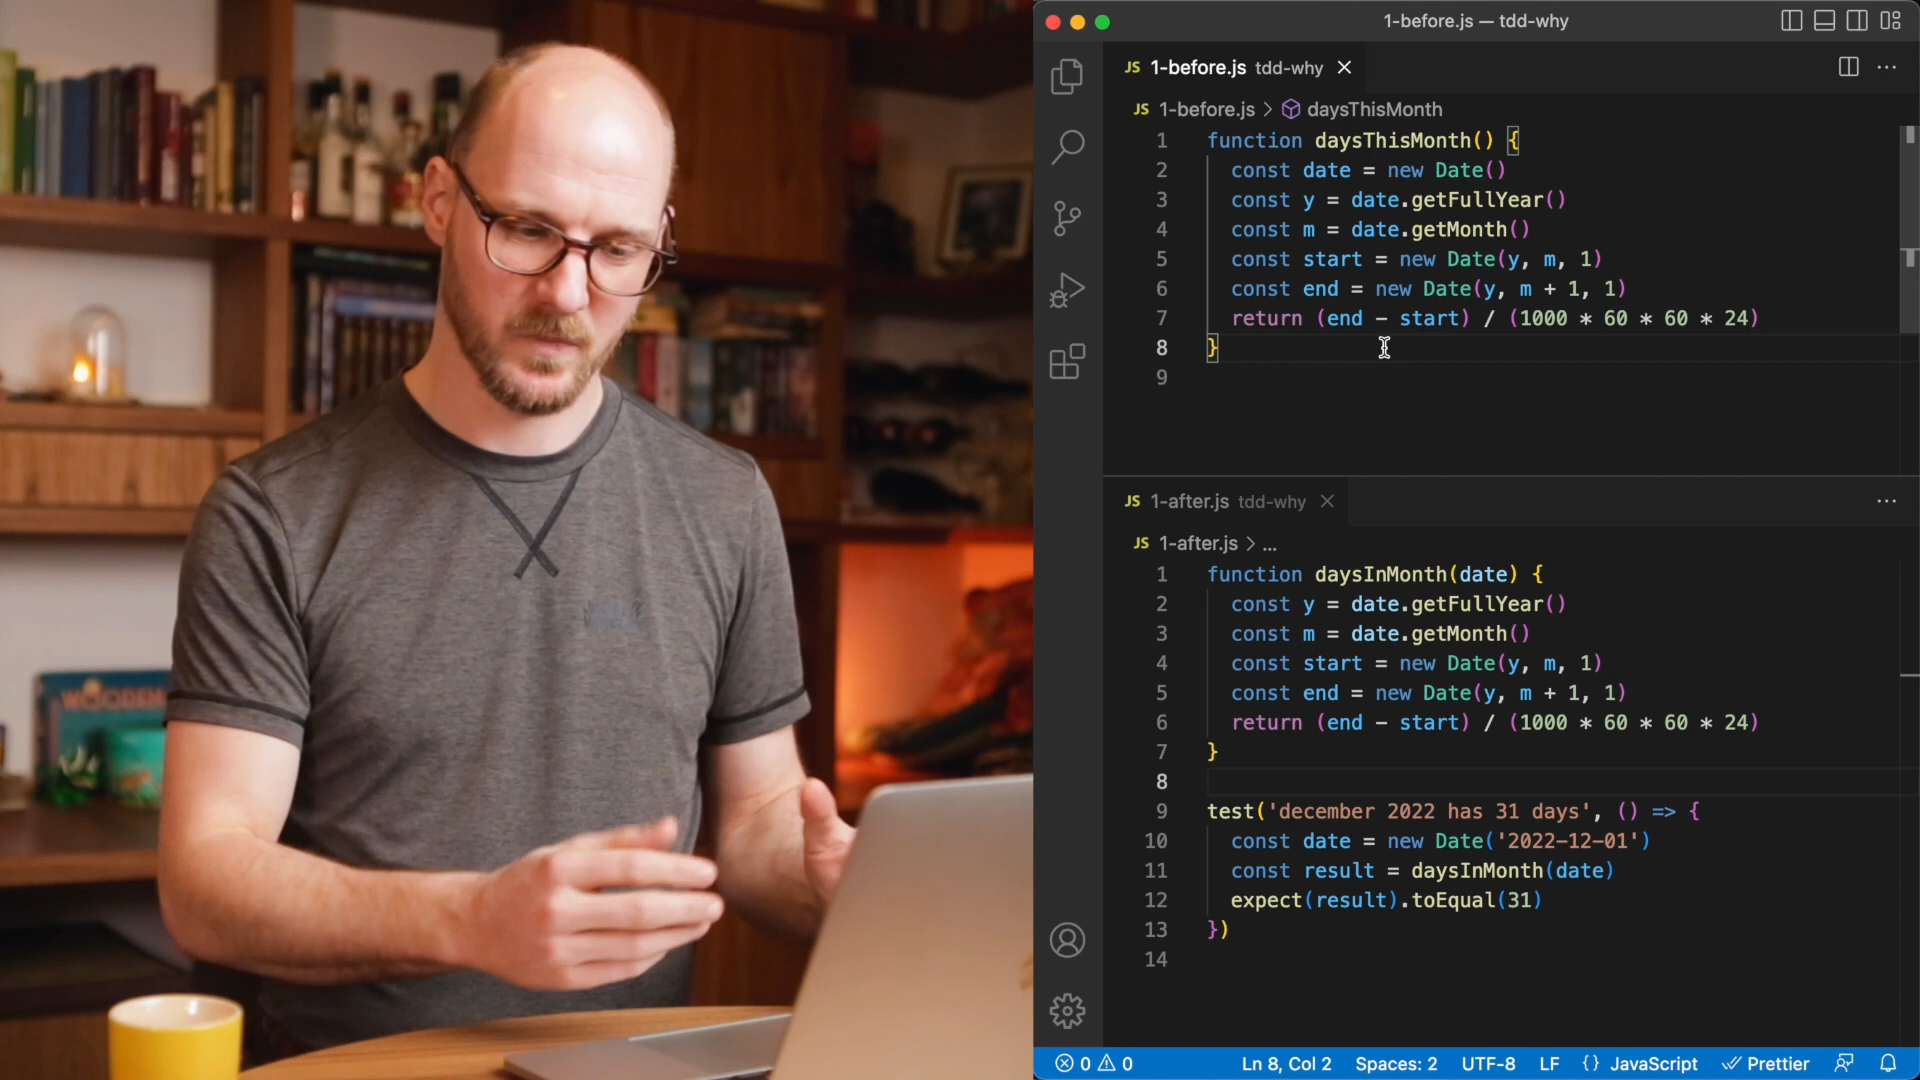 WOODEN
1-before.js — tdd-why
JS 1-before.js tdd-why
JS 1-before.js > daysThisMonth
1 function daysThisMonth() {
2 const date = new Date()
3 const y = date.getFullYear()
4 const m = date.getMonth()
5 const start = new Date(y, m, 1)
6 const end = new Date(y, m + 1, 1)
7 return (end - start) / (1000 * 60 * 60 * 24)
8 }
9
JS 1-after.js tdd-why
JS 1-after.js > ...
1 function daysInMonth(date) {
2 const y = date.getFullYear()
3 const m = date.getMonth()
4 const start = new Date(y, m, 1)
5 const end = new Date(y, m + 1, 1)
6 return (end - start) / (1000 * 60 * 60 * 24)
7 }
8
9 test('december 2022 has 31 days', () => {
10 const date = new Date('2022-12-01')
11 const result = daysInMonth(date)
12 expect(result).toEqual(31)
13 })
14
0 0 Ln 8, Col 2 Spaces: 2 UTF-8 LF {} JavaScript Prettier